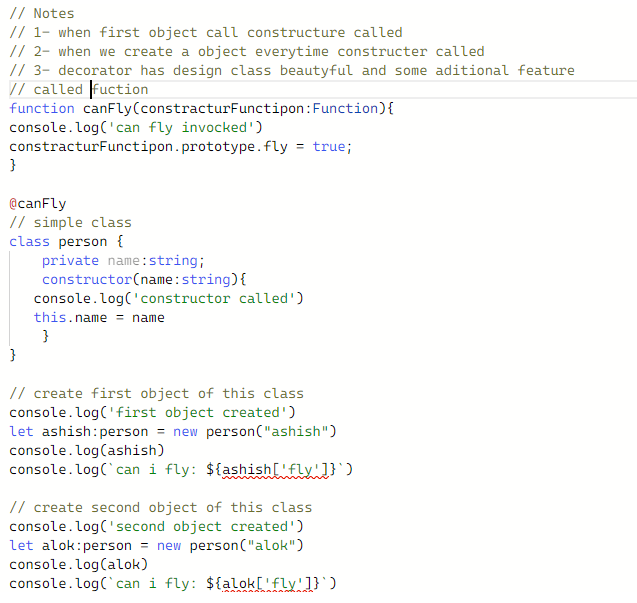 // Notes
// 1- when first object call constructure called
// 2- when we create a object everytime constructer called
// 3- decorator has design class beautyful and some aditional feature
// called fuction
function canFly(constracturFunctipon:Function){
console.log('can fly invocked')
constracturFunctipon.prototype.fly = true;
}
@canFly
// simple class
class person {
private name:string;
constructor(name:string){
console.log('constructor called')
this.name = name
}
}
// create first object of this class
console.log('first object created')
let ashish:person = new person("ashish")
console.log(ashish)
console.log(`can i fly: ${ashish['fly']}`)
// create second object of this class
console.log('second object created')
let alok:person = new person("alok")
console.log(alok)
console.log(`can i fly: ${alok['fly']}`)